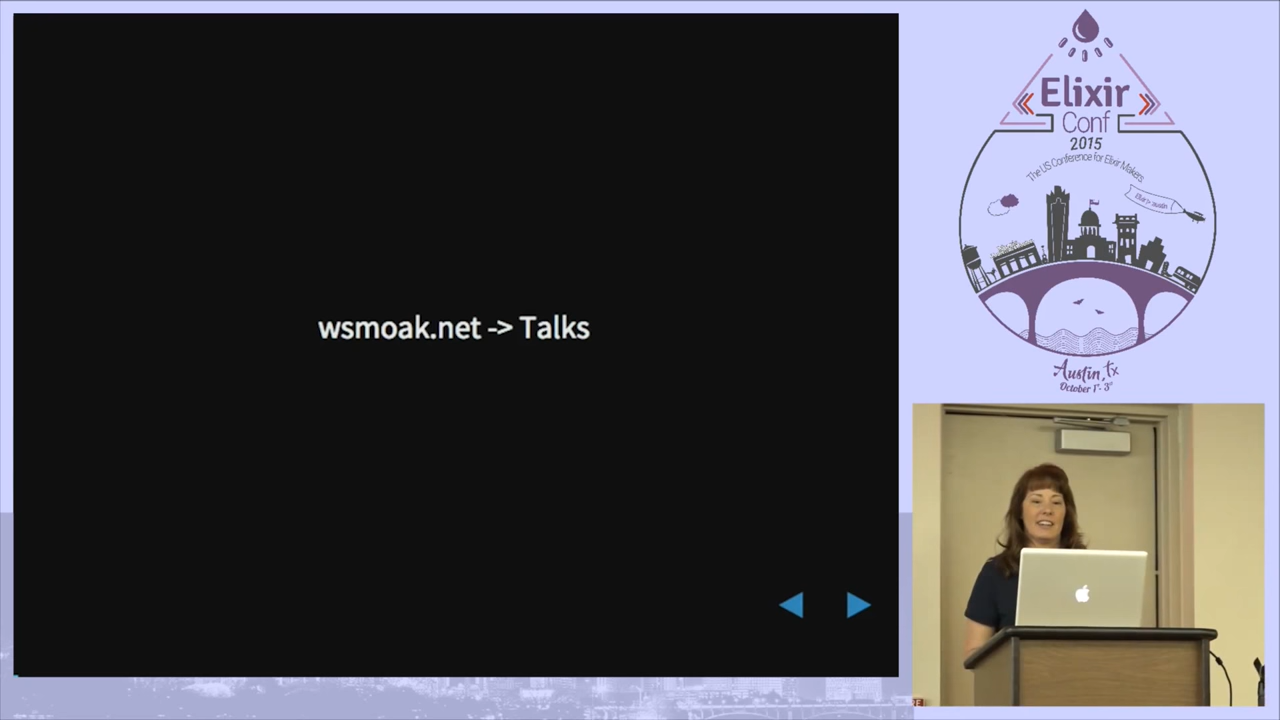 wsmoak.net -> Talks
Elixir
Conf
2015
The US Conference for Elixir Makers
Austin, Tx
October 1st - 3rd